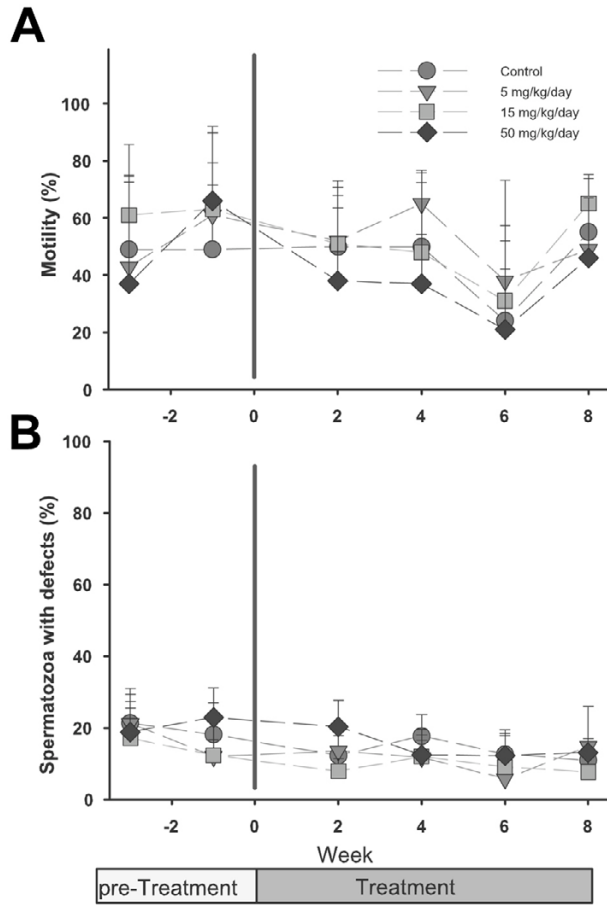 A
Motility (%)
100
80
60
40
20
0
Control
5 mg/kg/day
15 mg/kg/day
50 mg/kg/day
-2 0 2 4 6 8
B
Spermatozoa with defects (%)
100
80
60
40
20
0
-2 0 2 4 6 8
Week
pre-Treatment Treatment